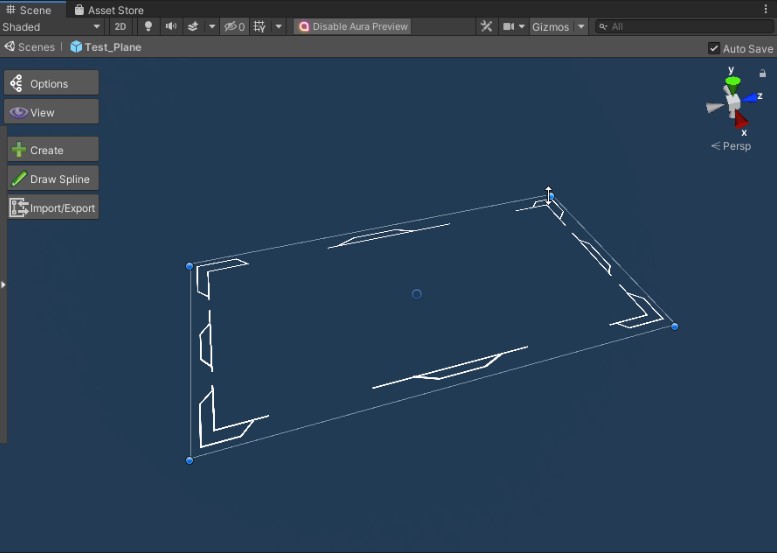 Scene Asset Store
Shaded 2D 0 Disable Aura Preview Gizmos All
Scenes Test_Plane Auto Save
Options
View
Create
Draw Spline
Import/Export
y
z
x
Persp